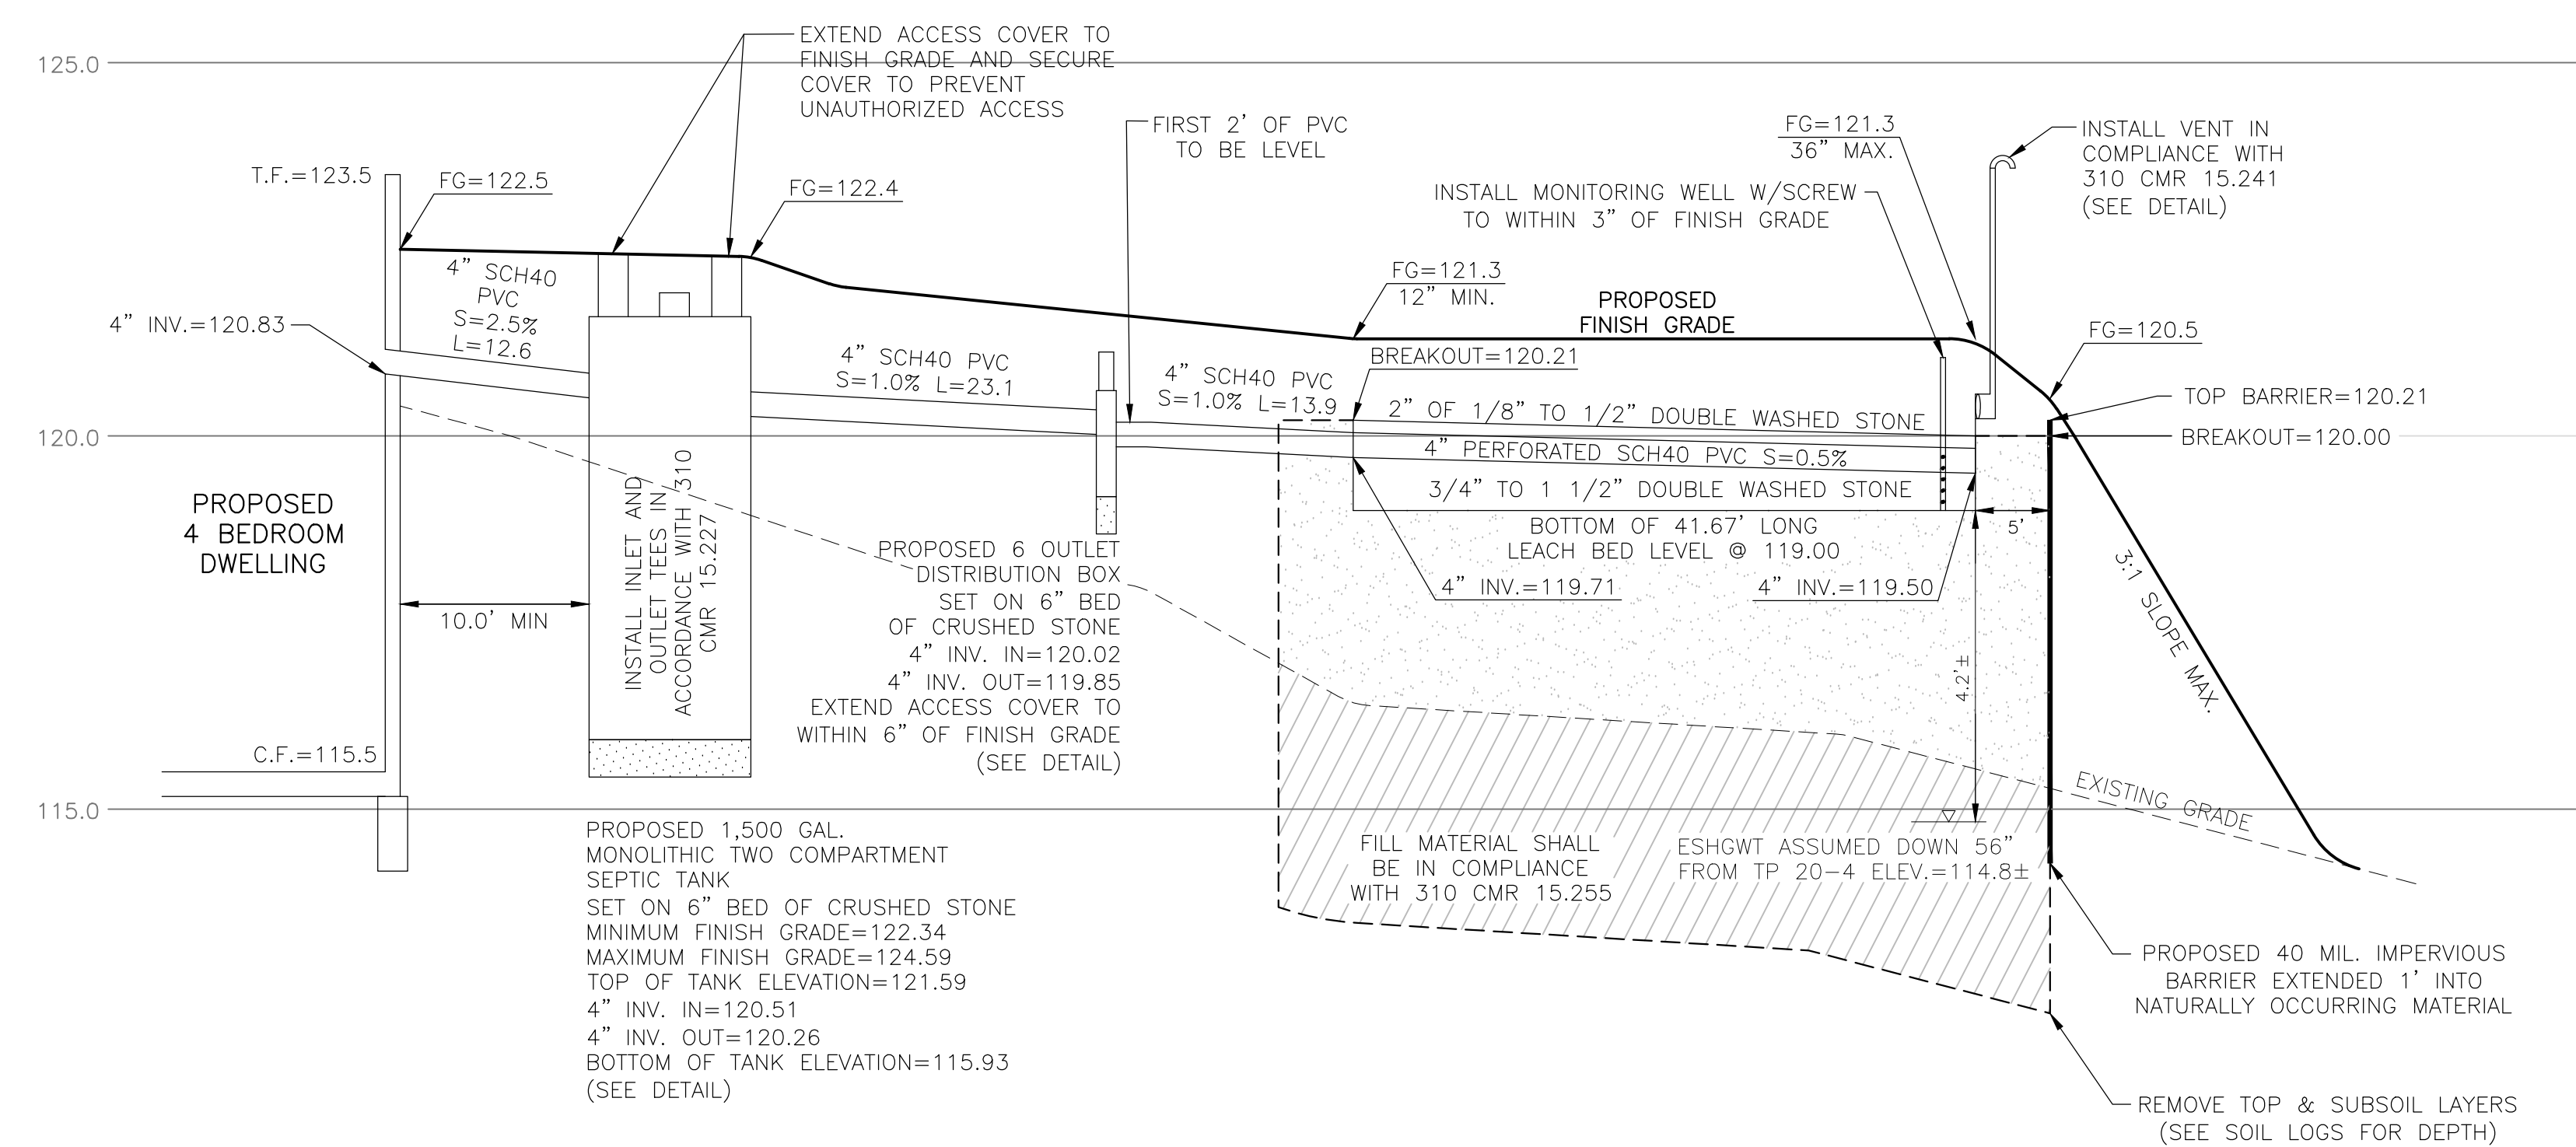 125.0
EXTEND ACCESS COVER TO
FINISH GRADE AND SECURE
COVER TO PREVENT
UNAUTHORIZED ACCESS
FIRST 2' OF PVC
TO BE LEVEL
FG=121.3
36" MAX.
INSTALL VENT IN
COMPLIANCE WITH
310 CMR 15.241
(SEE DETAIL)
T.F.=123.5
FG=122.5
FG=122.4
INSTALL MONITORING WELL W/SCREW
TO WITHIN 3" OF FINISH GRADE
4" SCH40
PVC
S=2.5%
L=12.6
FG=121.3
12" MIN.
PROPOSED
FINISH GRADE
4" INV.=120.83
FG=120.5
4" SCH40 PVC
S=1.0% L=23.1
4" SCH40 PVC
S=1.0% L=13.9
BREAKOUT=120.21
TOP BARRIER=120.21
2" OF 1/8" TO 1/2" DOUBLE WASHED STONE
120.0
BREAKOUT=120.00
4" PERFORATED SCH40 PVC S=0.5%
3/4" TO 1 1/2" DOUBLE WASHED STONE
PROPOSED
4 BEDROOM
DWELLING
INSTALL INLET AND
OUTLET TEES IN
ACCORDANCE WITH 310
CMR 15.227
BOTTOM OF 41.67' LONG
LEACH BED LEVEL @ 119.00
5'
PROPOSED 6 OUTLET
DISTRIBUTION BOX
SET ON 6" BED
OF CRUSHED STONE
4" INV. IN=120.02
4" INV. OUT=119.85
EXTEND ACCESS COVER TO
WITHIN 6" OF FINISH GRADE
(SEE DETAIL)
4" INV.=119.71
4" INV.=119.50
10.0' MIN
3:1 SLOPE MAX.
4.2'±
C.F.=115.5
EXISTING GRADE
115.0
PROPOSED 1,500 GAL.
MONOLITHIC TWO COMPARTMENT
SEPTIC TANK
SET ON 6" BED OF CRUSHED STONE
MINIMUM FINISH GRADE=122.34
MAXIMUM FINISH GRADE=124.59
TOP OF TANK ELEVATION=121.59
4" INV. IN=120.51
4" INV. OUT=120.26
BOTTOM OF TANK ELEVATION=115.93
(SEE DETAIL)
FILL MATERIAL SHALL
BE IN COMPLIANCE
WITH 310 CMR 15.255
ESHGWT ASSUMED DOWN 56"
FROM TP 20-4 ELEV.=114.8±
PROPOSED 40 MIL. IMPERVIOUS
BARRIER EXTENDED 1' INTO
NATURALLY OCCURRING MATERIAL
REMOVE TOP & SUBSOIL LAYERS
(SEE SOIL LOGS FOR DEPTH)